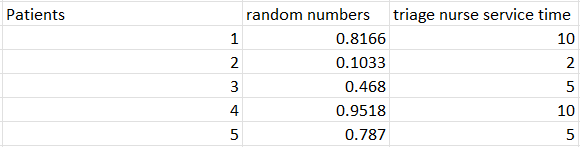 Patients random numbers triage nurse service time
1 0.8166 10
2 0.1033 2
3 0.468 5
4 0.9518 10
5 0.787 5